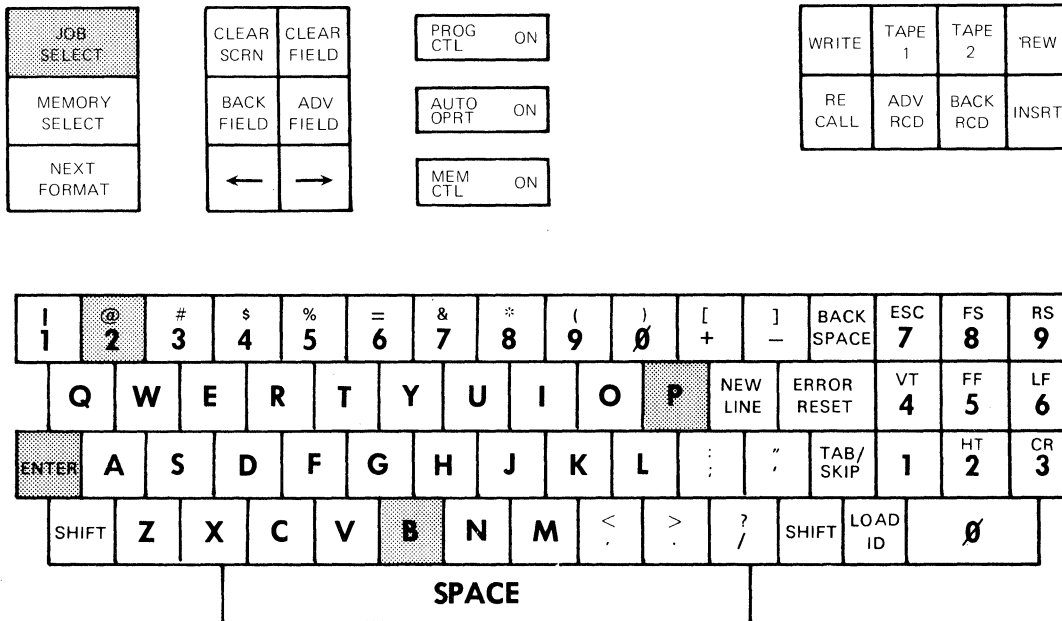 JOB SELECT
MEMORY SELECT
NEXT FORMAT
CLEAR SCRN CLEAR FIELD
BACK FIELD ADV FIELD
← →
PROG CTL ON
AUTO OPRT ON
MEM CTL ON
WRITE TAPE 1 TAPE 2 REW
RE CALL ADV RCD BACK RCD INSRT
| @ # $ % = & * ( ) [ ] BACK SPACE ESC FS RS
1 2 3 4 5 6 7 8 9 Ø + – 7 8 9
Q W E R T Y U I O P NEW LINE ERROR RESET VT 4 FF 5 LF 6
ENTER A S D F G H J K L : ; " ' TAB/ SKIP 1 HT 2 CR 3
SHIFT Z X C V B N M < , > . ? / SHIFT LOAD ID Ø
SPACE